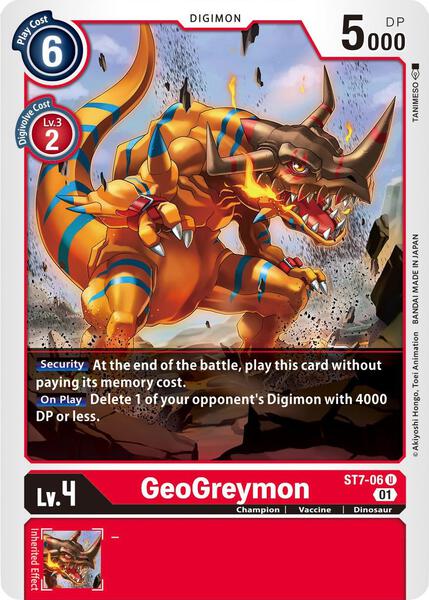 Play Cost
6
DIGIMON
DP
5000
Digivolve Cost
Lv.3
2
TANIMESO
©Akiyoshi Hongo, Toei Animation BANDAI MADE IN JAPAN
Security At the end of the battle, play this card without
paying its memory cost.
On Play Delete 1 of your opponent's Digimon with 4000
DP or less.
Lv.4
GeoGreymon
ST7-06 U
01
Champion | Vaccine | Dinosaur
Inherited Effect
–